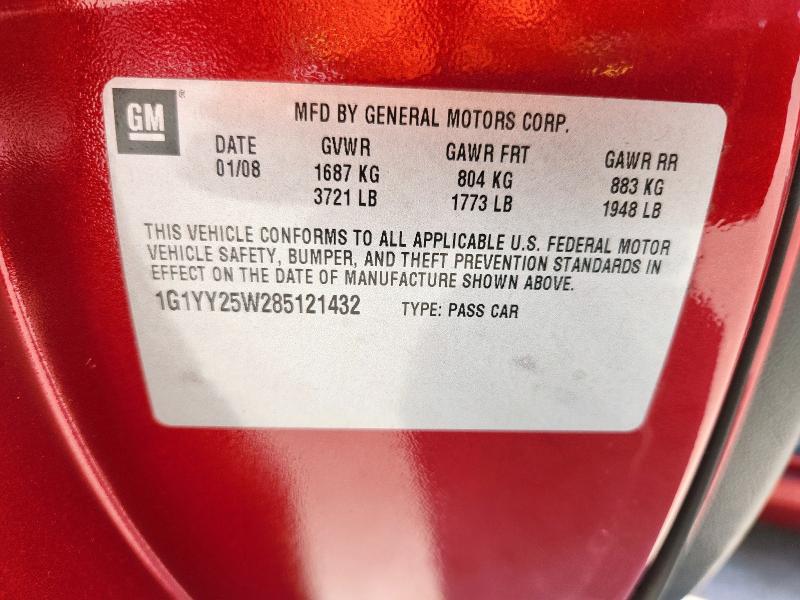 GM®
MFD BY GENERAL MOTORS CORP.
DATE GVWR GAWR FRT GAWR RR
01/08 1687 KG 804 KG 883 KG
3721 LB 1773 LB 1948 LB
THIS VEHICLE CONFORMS TO ALL APPLICABLE U.S. FEDERAL MOTOR
VEHICLE SAFETY, BUMPER, AND THEFT PREVENTION STANDARDS IN
EFFECT ON THE DATE OF MANUFACTURE SHOWN ABOVE.
1G1YY25W285121432 TYPE: PASS CAR